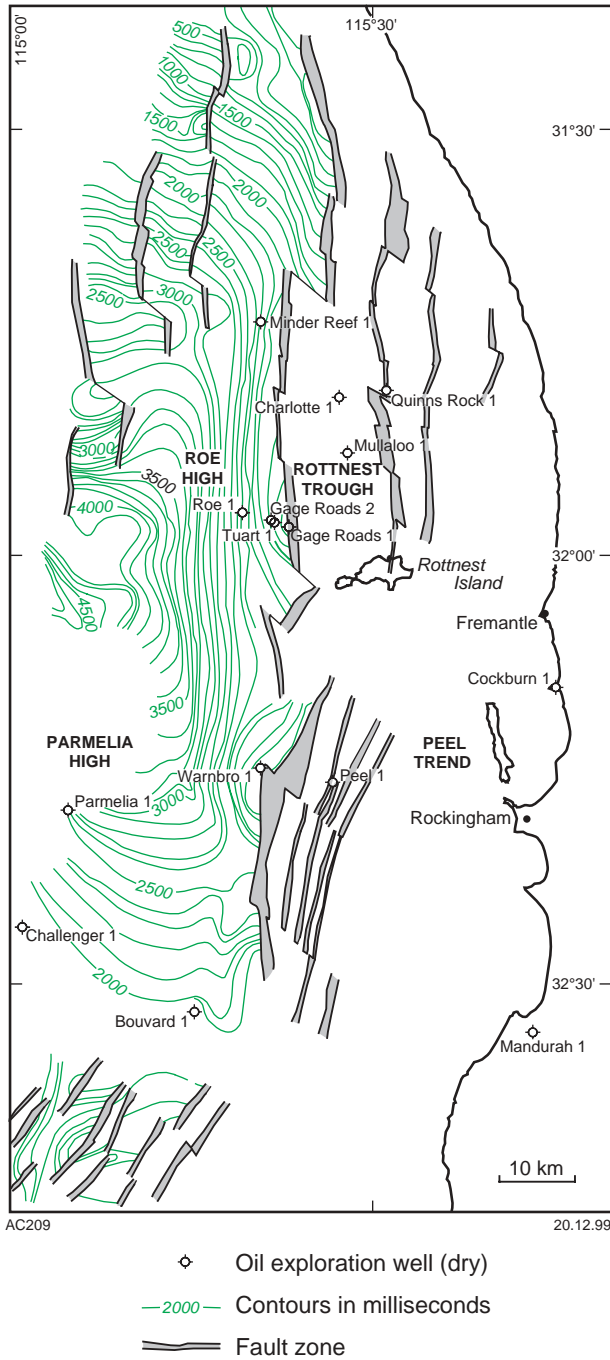 115°00'
115°30'
500
1000
1500
1500
31°30'
2000
2000
2500
2500
3000
2500
Minder Reef 1
Charlotte 1
Quinns Rock 1
Mullaloo 1
3000
3500
ROE
HIGH
ROTTNEST
TROUGH
4000
Roe 1
Gage Roads 2
Tuart 1
Gage Roads 1
32°00'
Rottnest
Island
4500
Fremantle
Cockburn 1
3500
PARMELIA
HIGH
PEEL
TREND
Warnbro 1
Peel 1
Parmelia 1
3000
Rockingham
2500
Challenger 1
2000
32°30'
Bouvard 1
Mandurah 1
10 km
AC209
20.12.99
Oil exploration well (dry)
2000
Contours in milliseconds
Fault zone